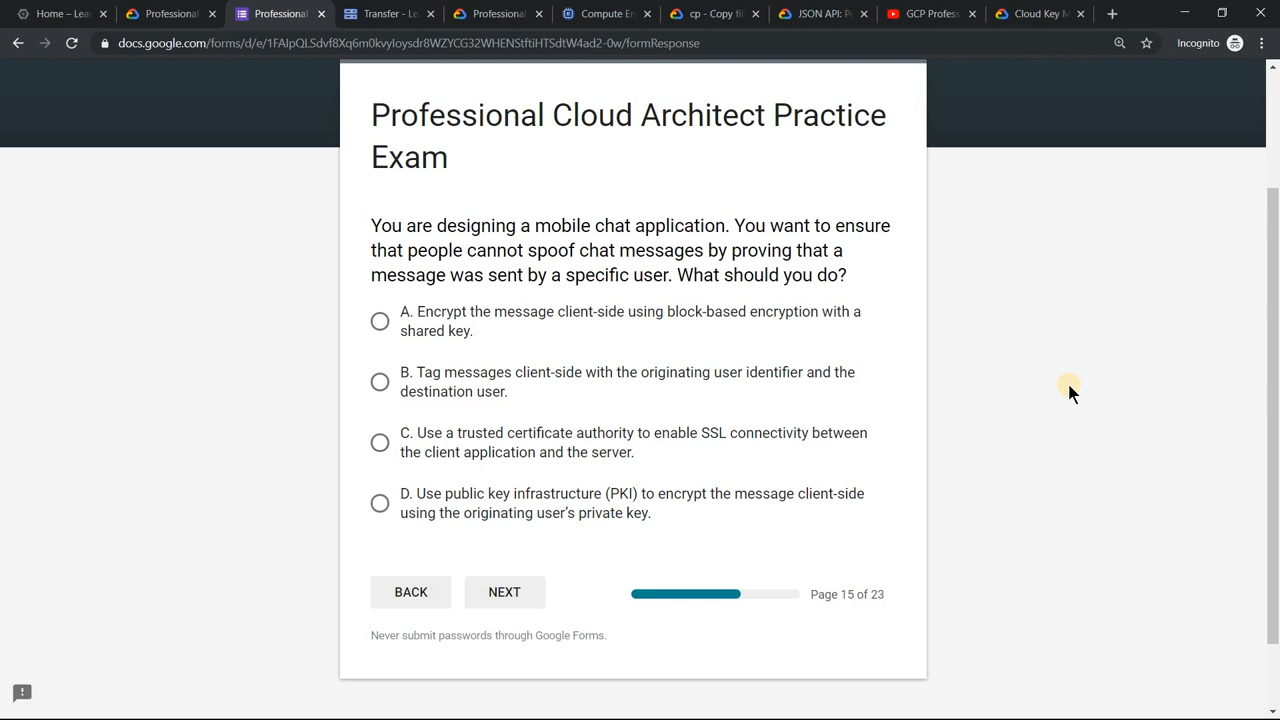 Home – Lea
Professional
Professional
Transfer - Le
Professional
Compute En
cp - Copy fil
JSON API: P
GCP Profess
Cloud Key M
docs.google.com/forms/d/e/1FAIpQLSdvf8Xq6m0kvyloysdr8WZYCG32WHENStftiHTSdtW4ad2-0w/formResponse
Incognito
Professional Cloud Architect Practice
Exam
You are designing a mobile chat application. You want to ensure
that people cannot spoof chat messages by proving that a
message was sent by a specific user. What should you do?
A. Encrypt the message client-side using block-based encryption with a
shared key.
B. Tag messages client-side with the originating user identifier and the
destination user.
C. Use a trusted certificate authority to enable SSL connectivity between
the client application and the server.
D. Use public key infrastructure (PKI) to encrypt the message client-side
using the originating user's private key.
BACK
NEXT
Page 15 of 23
Never submit passwords through Google Forms.